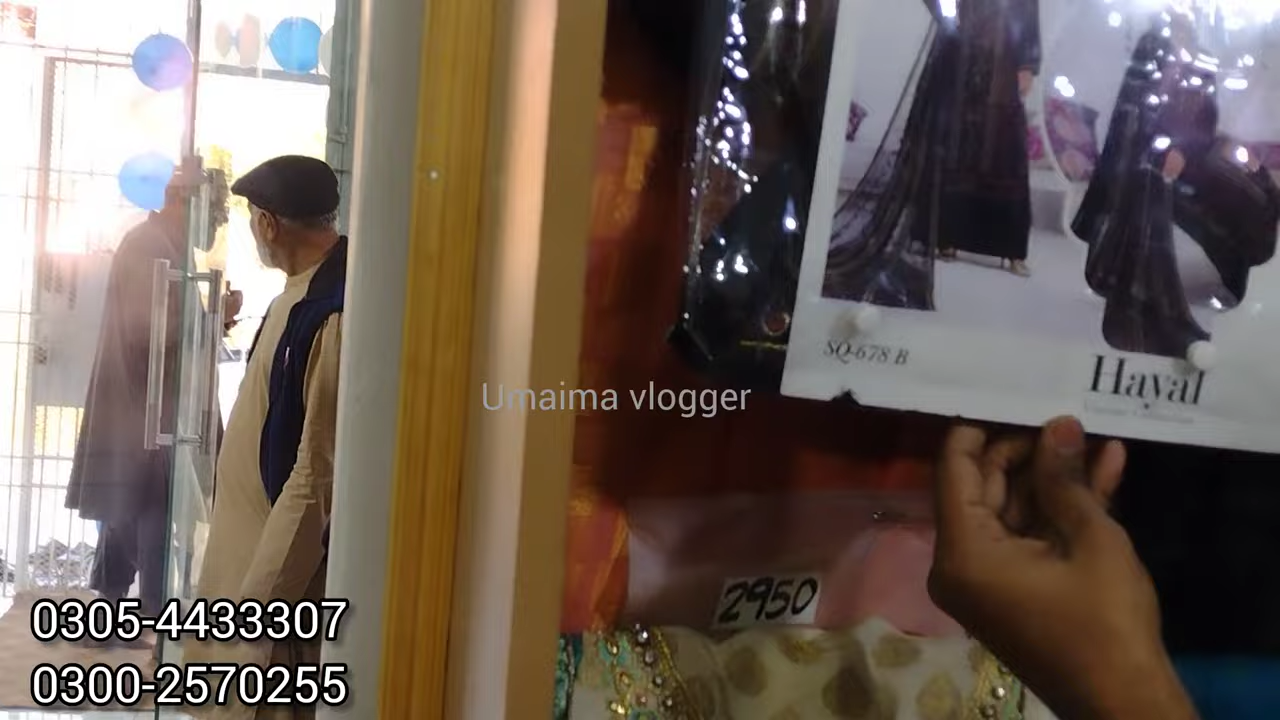 SQ-678 B
Hayal
Umaima vlogger
2950
0305-4433307
0300-2570255